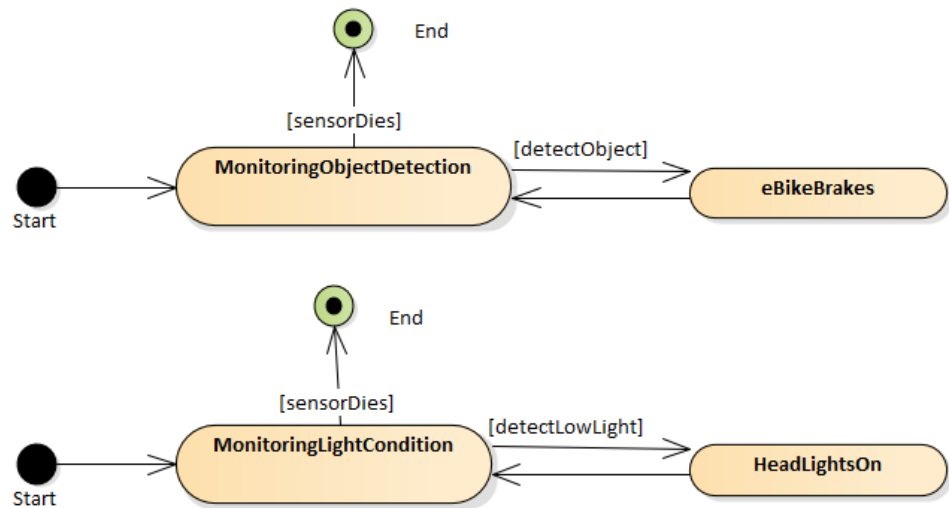 End
[sensorDies]
[detectObject]
MonitoringObjectDetection
eBikeBrakes
Start
End
[sensorDies]
[detectLowLight]
MonitoringLightCondition
HeadLightsOn
Start